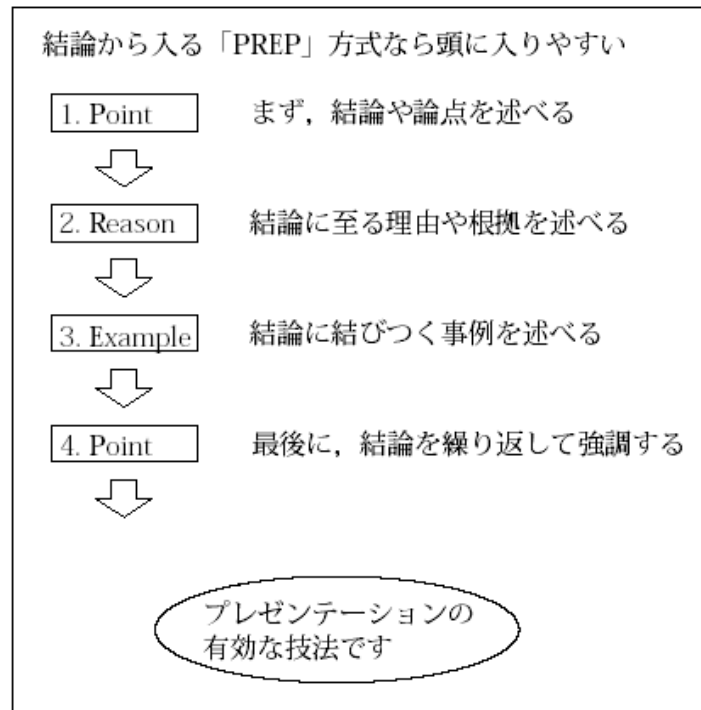 結論から入る「PREP」方式なら頭に入りやすい
1. Point　まず，結論や論点を述べる
2. Reason　結論に至る理由や根拠を述べる
3. Example　結論に結びつく事例を述べる
4. Point　最後に，結論を繰り返して強調する
プレゼンテーションの
有効な技法です